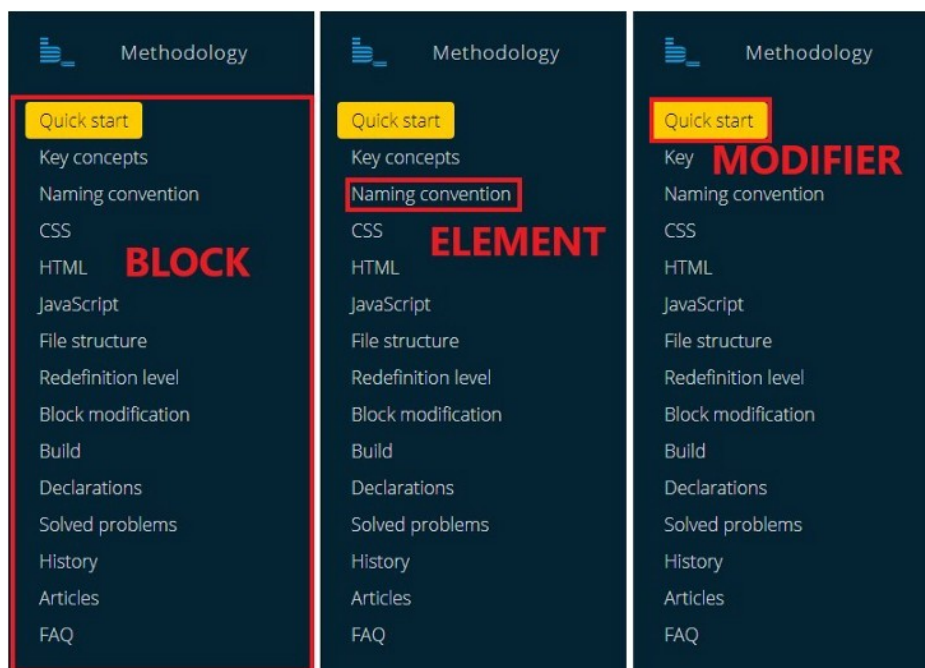 Methodology
Quick start
Key concepts
Naming convention
CSS
HTML
BLOCK
JavaScript
File structure
Redefinition level
Block modification
Build
Declarations
Solved problems
History
Articles
FAQ
Methodology
Quick start
Key concepts
Naming convention
CSS
ELEMENT
HTML
JavaScript
File structure
Redefinition level
Block modification
Build
Declarations
Solved problems
History
Articles
FAQ
Methodology
Quick start
Key
MODIFIER
Naming convention
CSS
HTML
JavaScript
File structure
Redefinition level
Block modification
Build
Declarations
Solved problems
History
Articles
FAQ